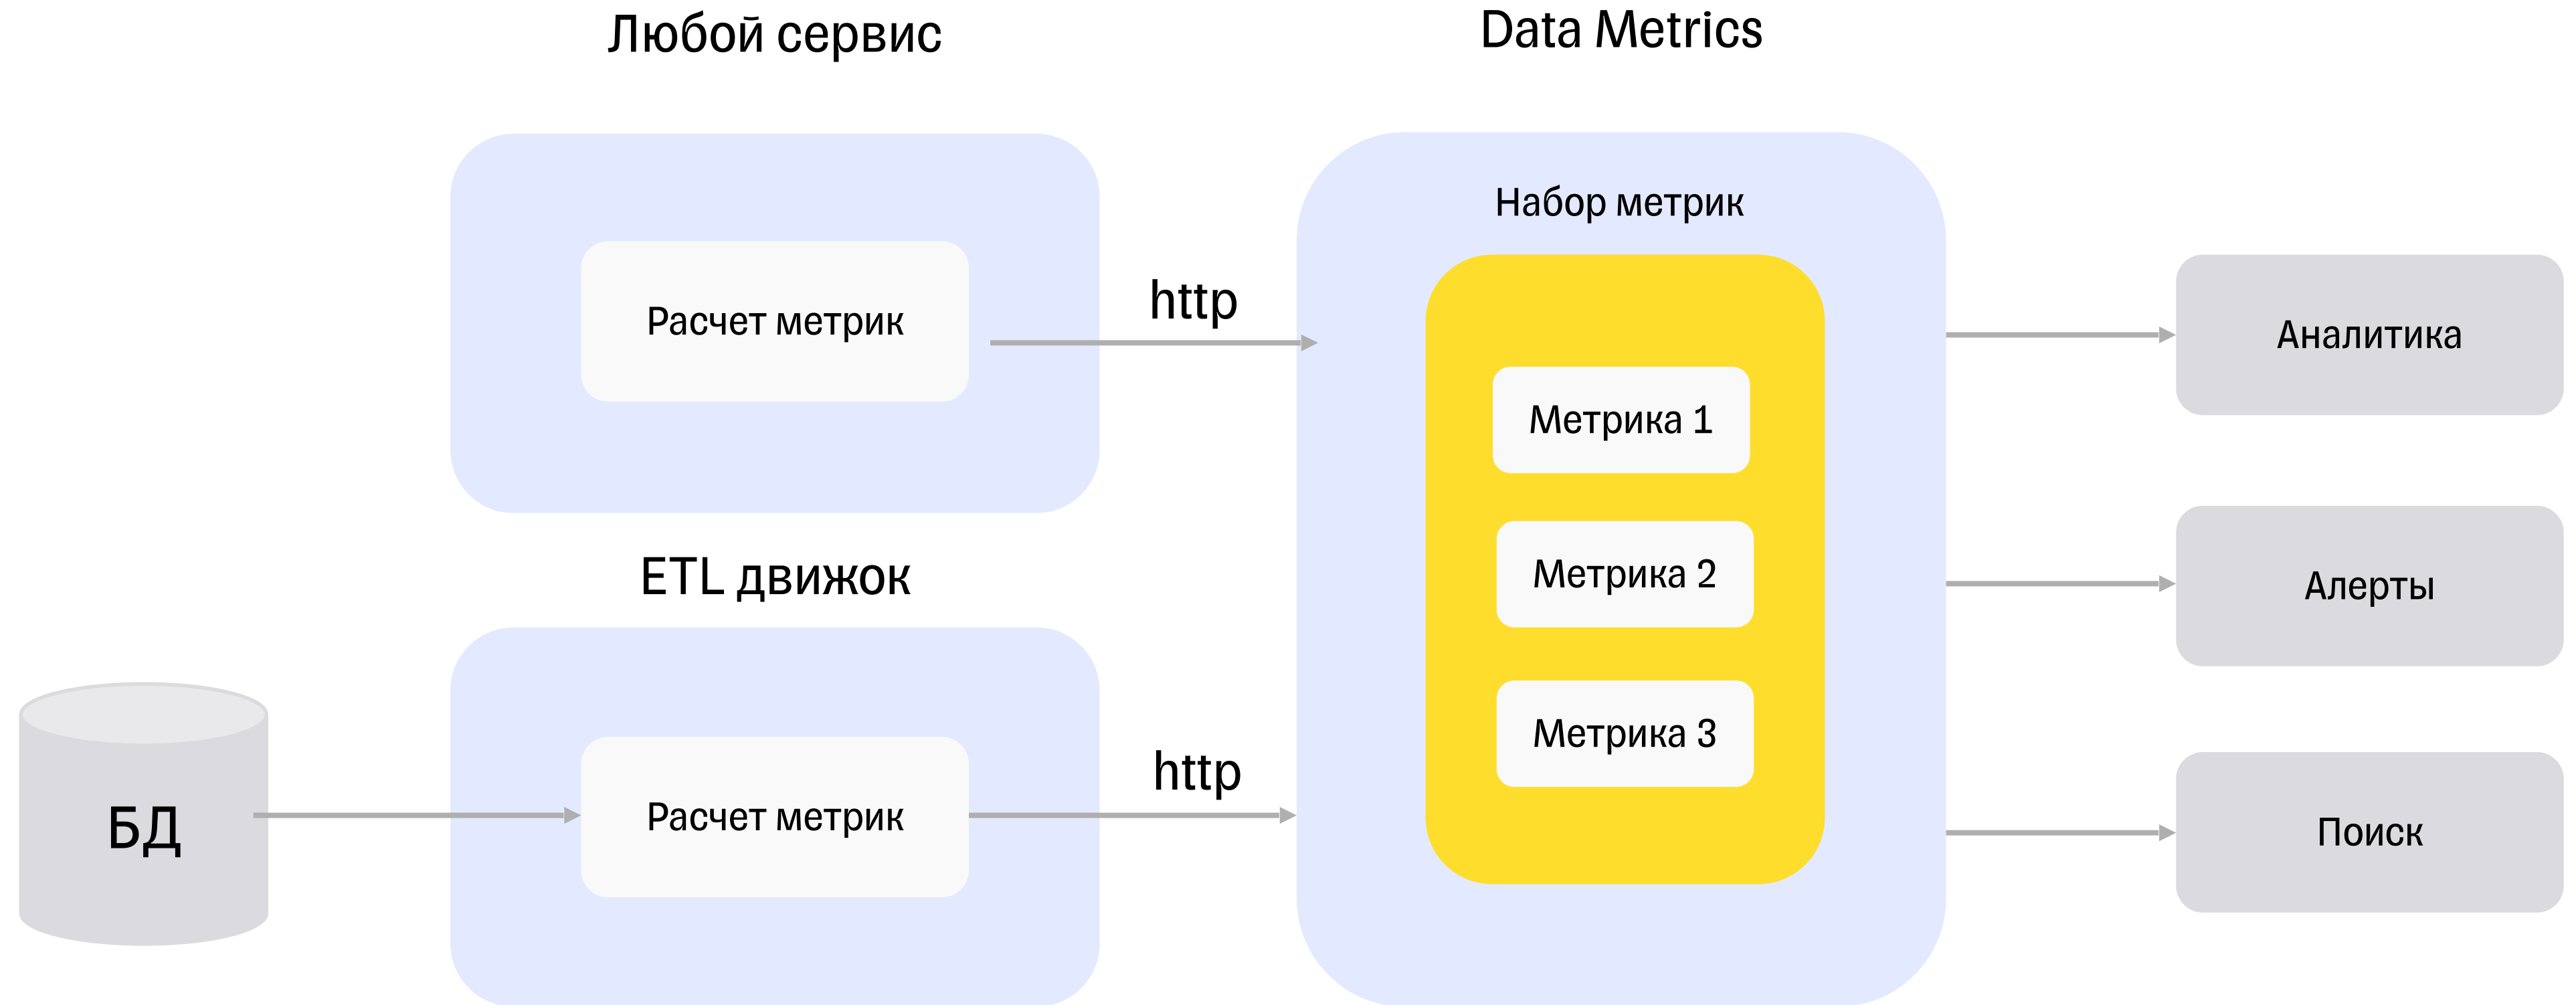 Любой сервис
Data Metrics
Набор метрик
Расчет метрик
http
Аналитика
Метрика 1
Метрика 2
Алерты
ETL движок
Метрика 3
http
БД
Расчет метрик
Поиск